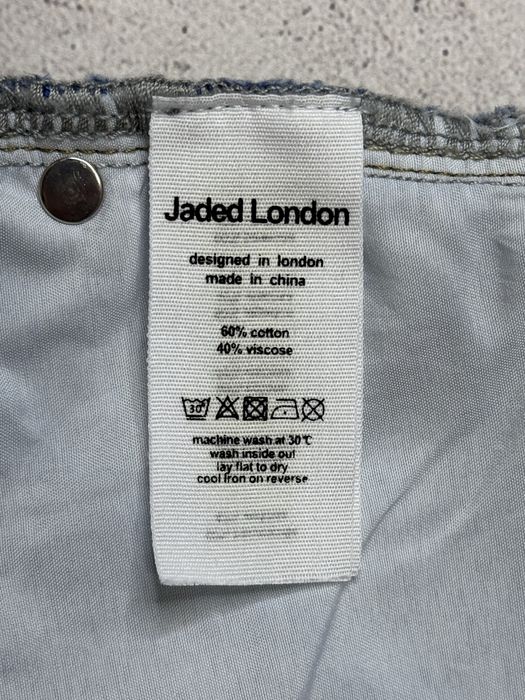 Jaded London
designed in london
made in china
60% cotton
40% viscose
30°
machine wash at 30℃
wash inside out
lay flat to dry
cool iron on reverse